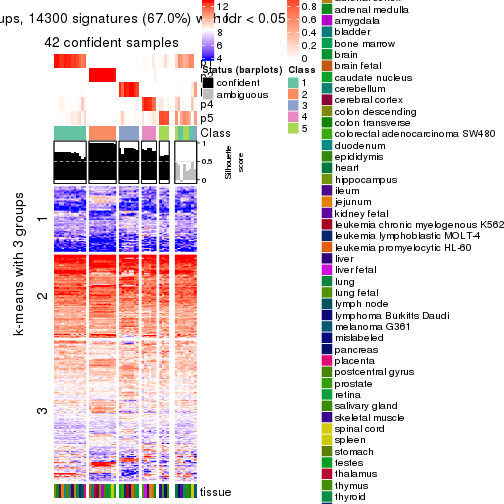 ups, 14300 signatures (67.0%) with fdr < 0.05
42 confident samples
p4
p5
Class
1
0.5
0
Silhouette
score
k-means with 3 groups
1
2
3
tissue
12
6
4
0.8
0.6
0.4
0.2
0
Status (barplots)
confident
ambiguous
Class
1
2
3
4
5
adrenal medulla
amygdala
bladder
bone marrow
brain
brain fetal
caudate nucleus
cerebellum
cerebral cortex
colon descending
colon transverse
colorectal adenocarcinoma SW480
duodenum
epididymis
heart
hippocampus
ileum
jejunum
kidney fetal
leukemia chronic myelogenous K562
leukemia lymphoblastic MOLT-4
leukemia promyelocytic HL-60
liver
liver fetal
lung
lung fetal
lymph node
lymphoma Burkitts Daudi
melanoma G361
mislabeled
pancreas
placenta
postcentral gyrus
prostate
retina
salivary gland
skeletal muscle
spinal cord
spleen
stomach
testes
thalamus
thymus
thyroid